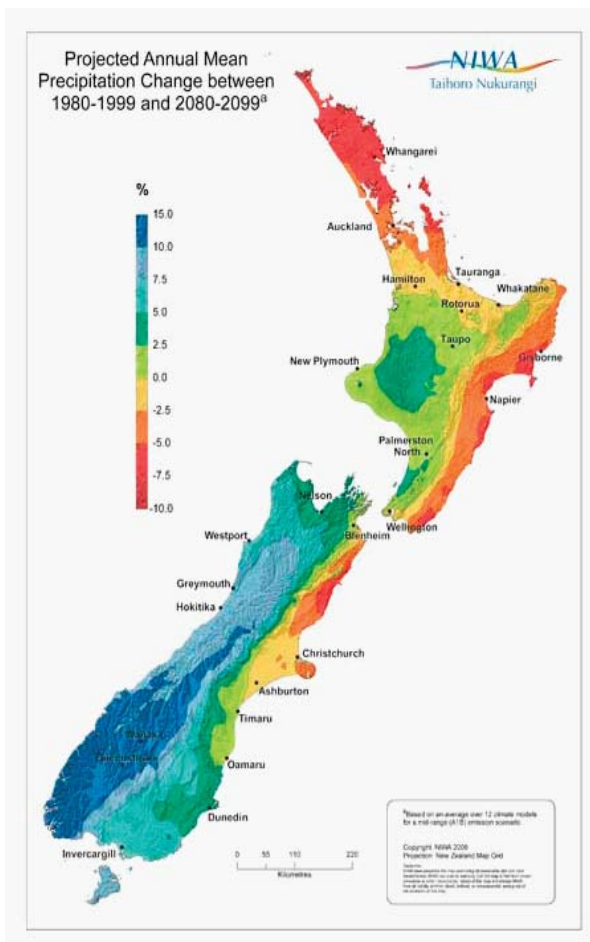 Projected Annual Mean
Precipitation Change between
1980-1999 and 2080-2099ª
NIWA
Taihoro Nukurangi
%
15.0
10.0
7.5
5.0
2.5
0.0
-2.5
-5.0
-7.5
-10.0
Whangarei
Auckland
Hamilton
Tauranga
Whakatane
Rotorua
Taupo
New Plymouth
Gisborne
Napier
Palmerston
North
Nelson
Wellington
Blenheim
Westport
Greymouth
Hokitika
Christchurch
Ashburton
Timaru
Wanaka
Queenstown
Oamaru
Dunedin
Invercargill
0 55 110 220
Kilometres
ªBased on an average over 12 climate models
for a mid-range (A1B) emission scenario
Copyright NIWA 2008
Projection: New Zealand Map Grid